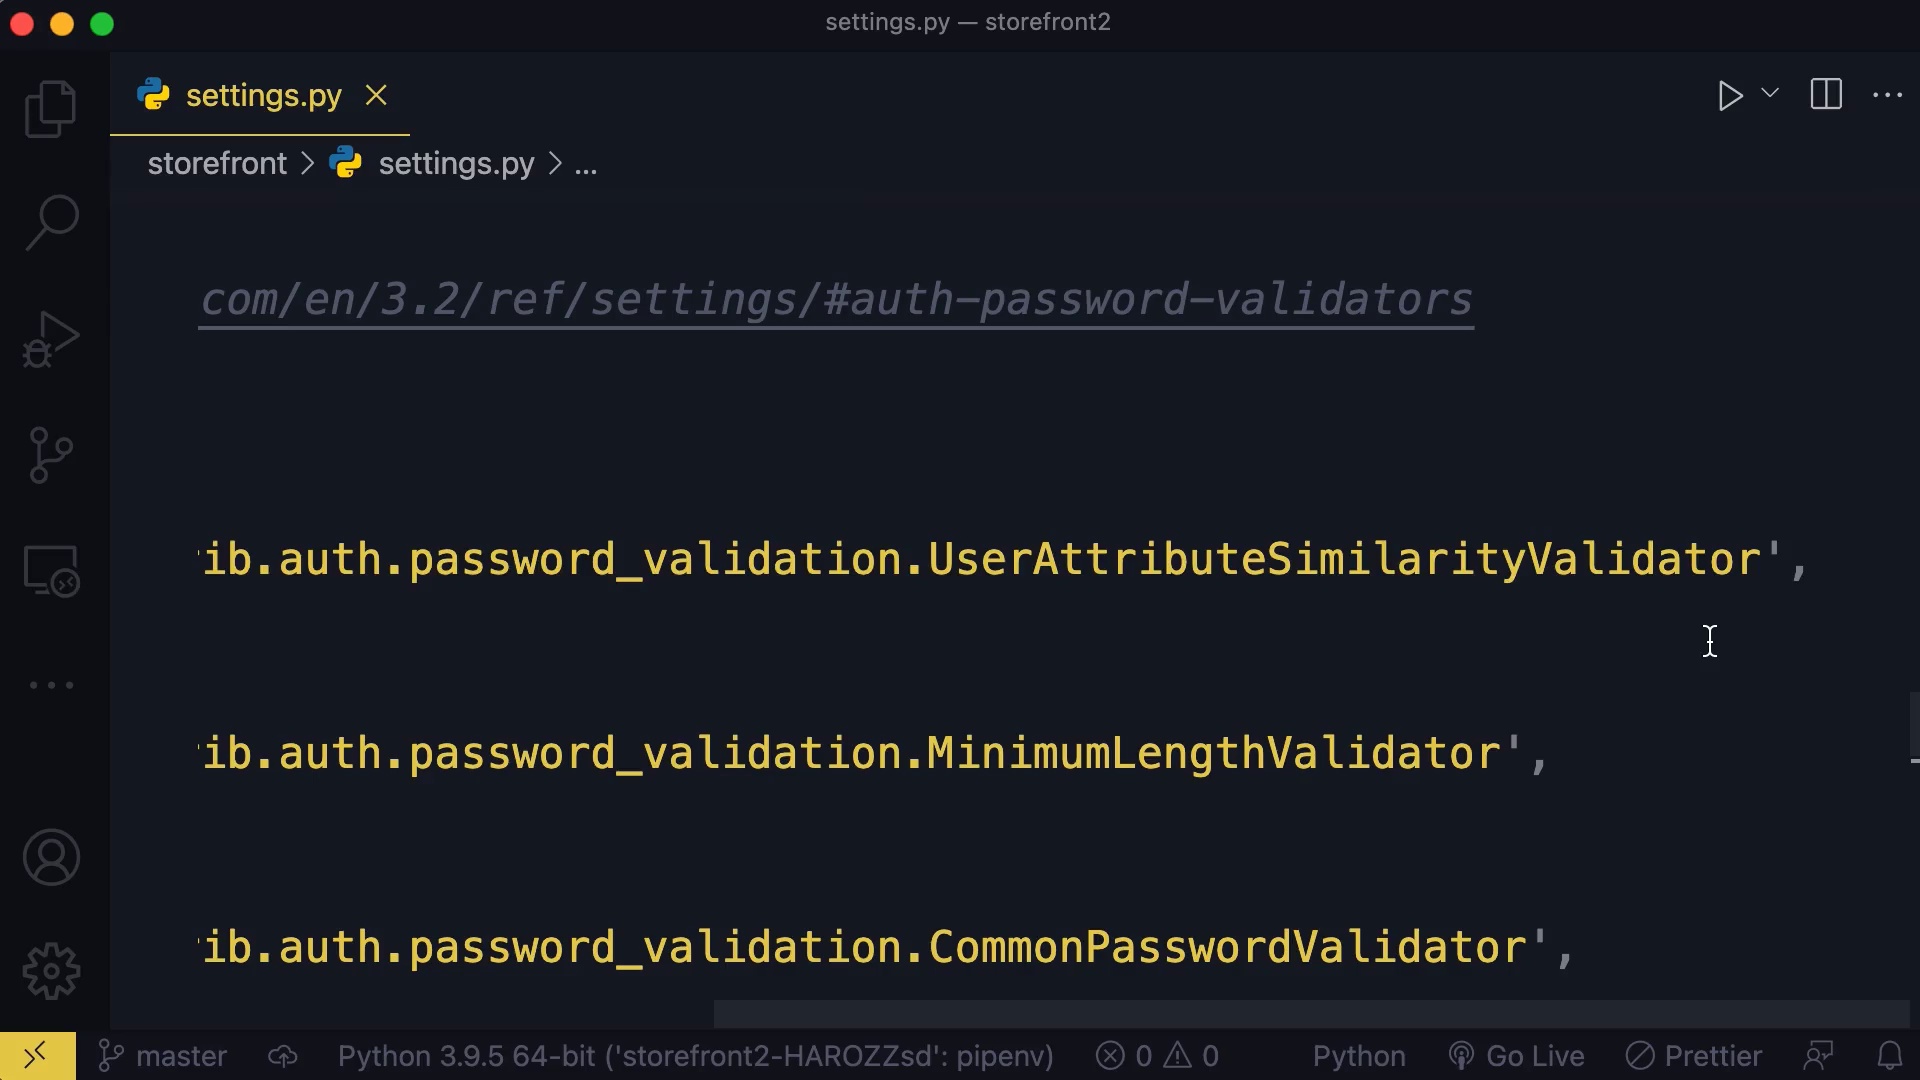 settings.py — storefront2
settings.py
storefront > settings.py > ...
com/en/3.2/ref/settings/#auth-password-validators
ib.auth.password_validation.UserAttributeSimilarityValidator',
ib.auth.password_validation.MinimumLengthValidator',
ib.auth.password_validation.CommonPasswordValidator',
master Python 3.9.5 64-bit ('storefront2-HAROZZsd': pipenv) 0 0 Python Go Live Prettier